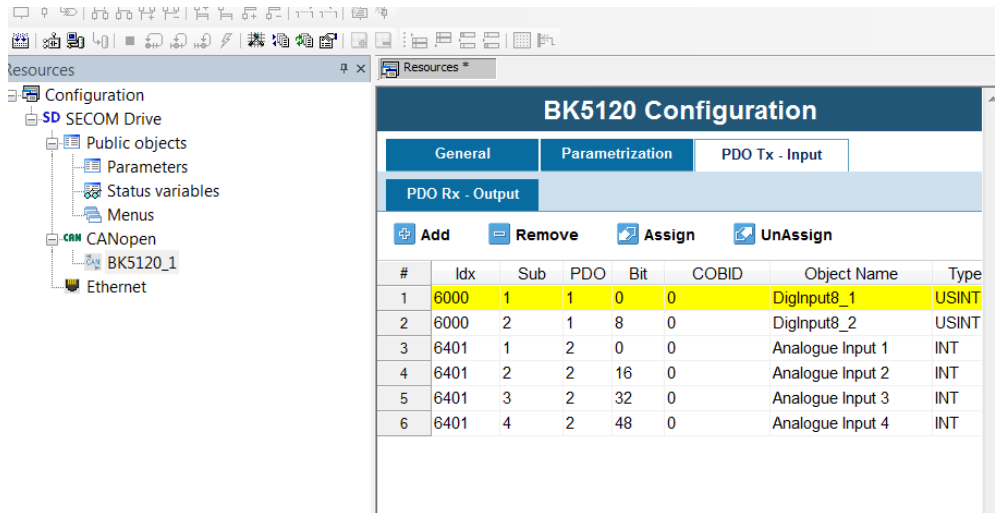 Resources
Resources *
Configuration
SD SECOM Drive
Public objects
Parameters
Status variables
Menus
CAN CANopen
CAN BK5120_1
Ethernet
BK5120 Configuration
General Parametrization PDO Tx - Input
PDO Rx - Output
Add Remove Assign UnAssign
# Idx Sub PDO Bit COBID Object Name Type
1 6000 1 1 0 0 DigInput8_1 USINT
2 6000 2 1 8 0 DigInput8_2 USINT
3 6401 1 2 0 0 Analogue Input 1 INT
4 6401 2 2 16 0 Analogue Input 2 INT
5 6401 3 2 32 0 Analogue Input 3 INT
6 6401 4 2 48 0 Analogue Input 4 INT